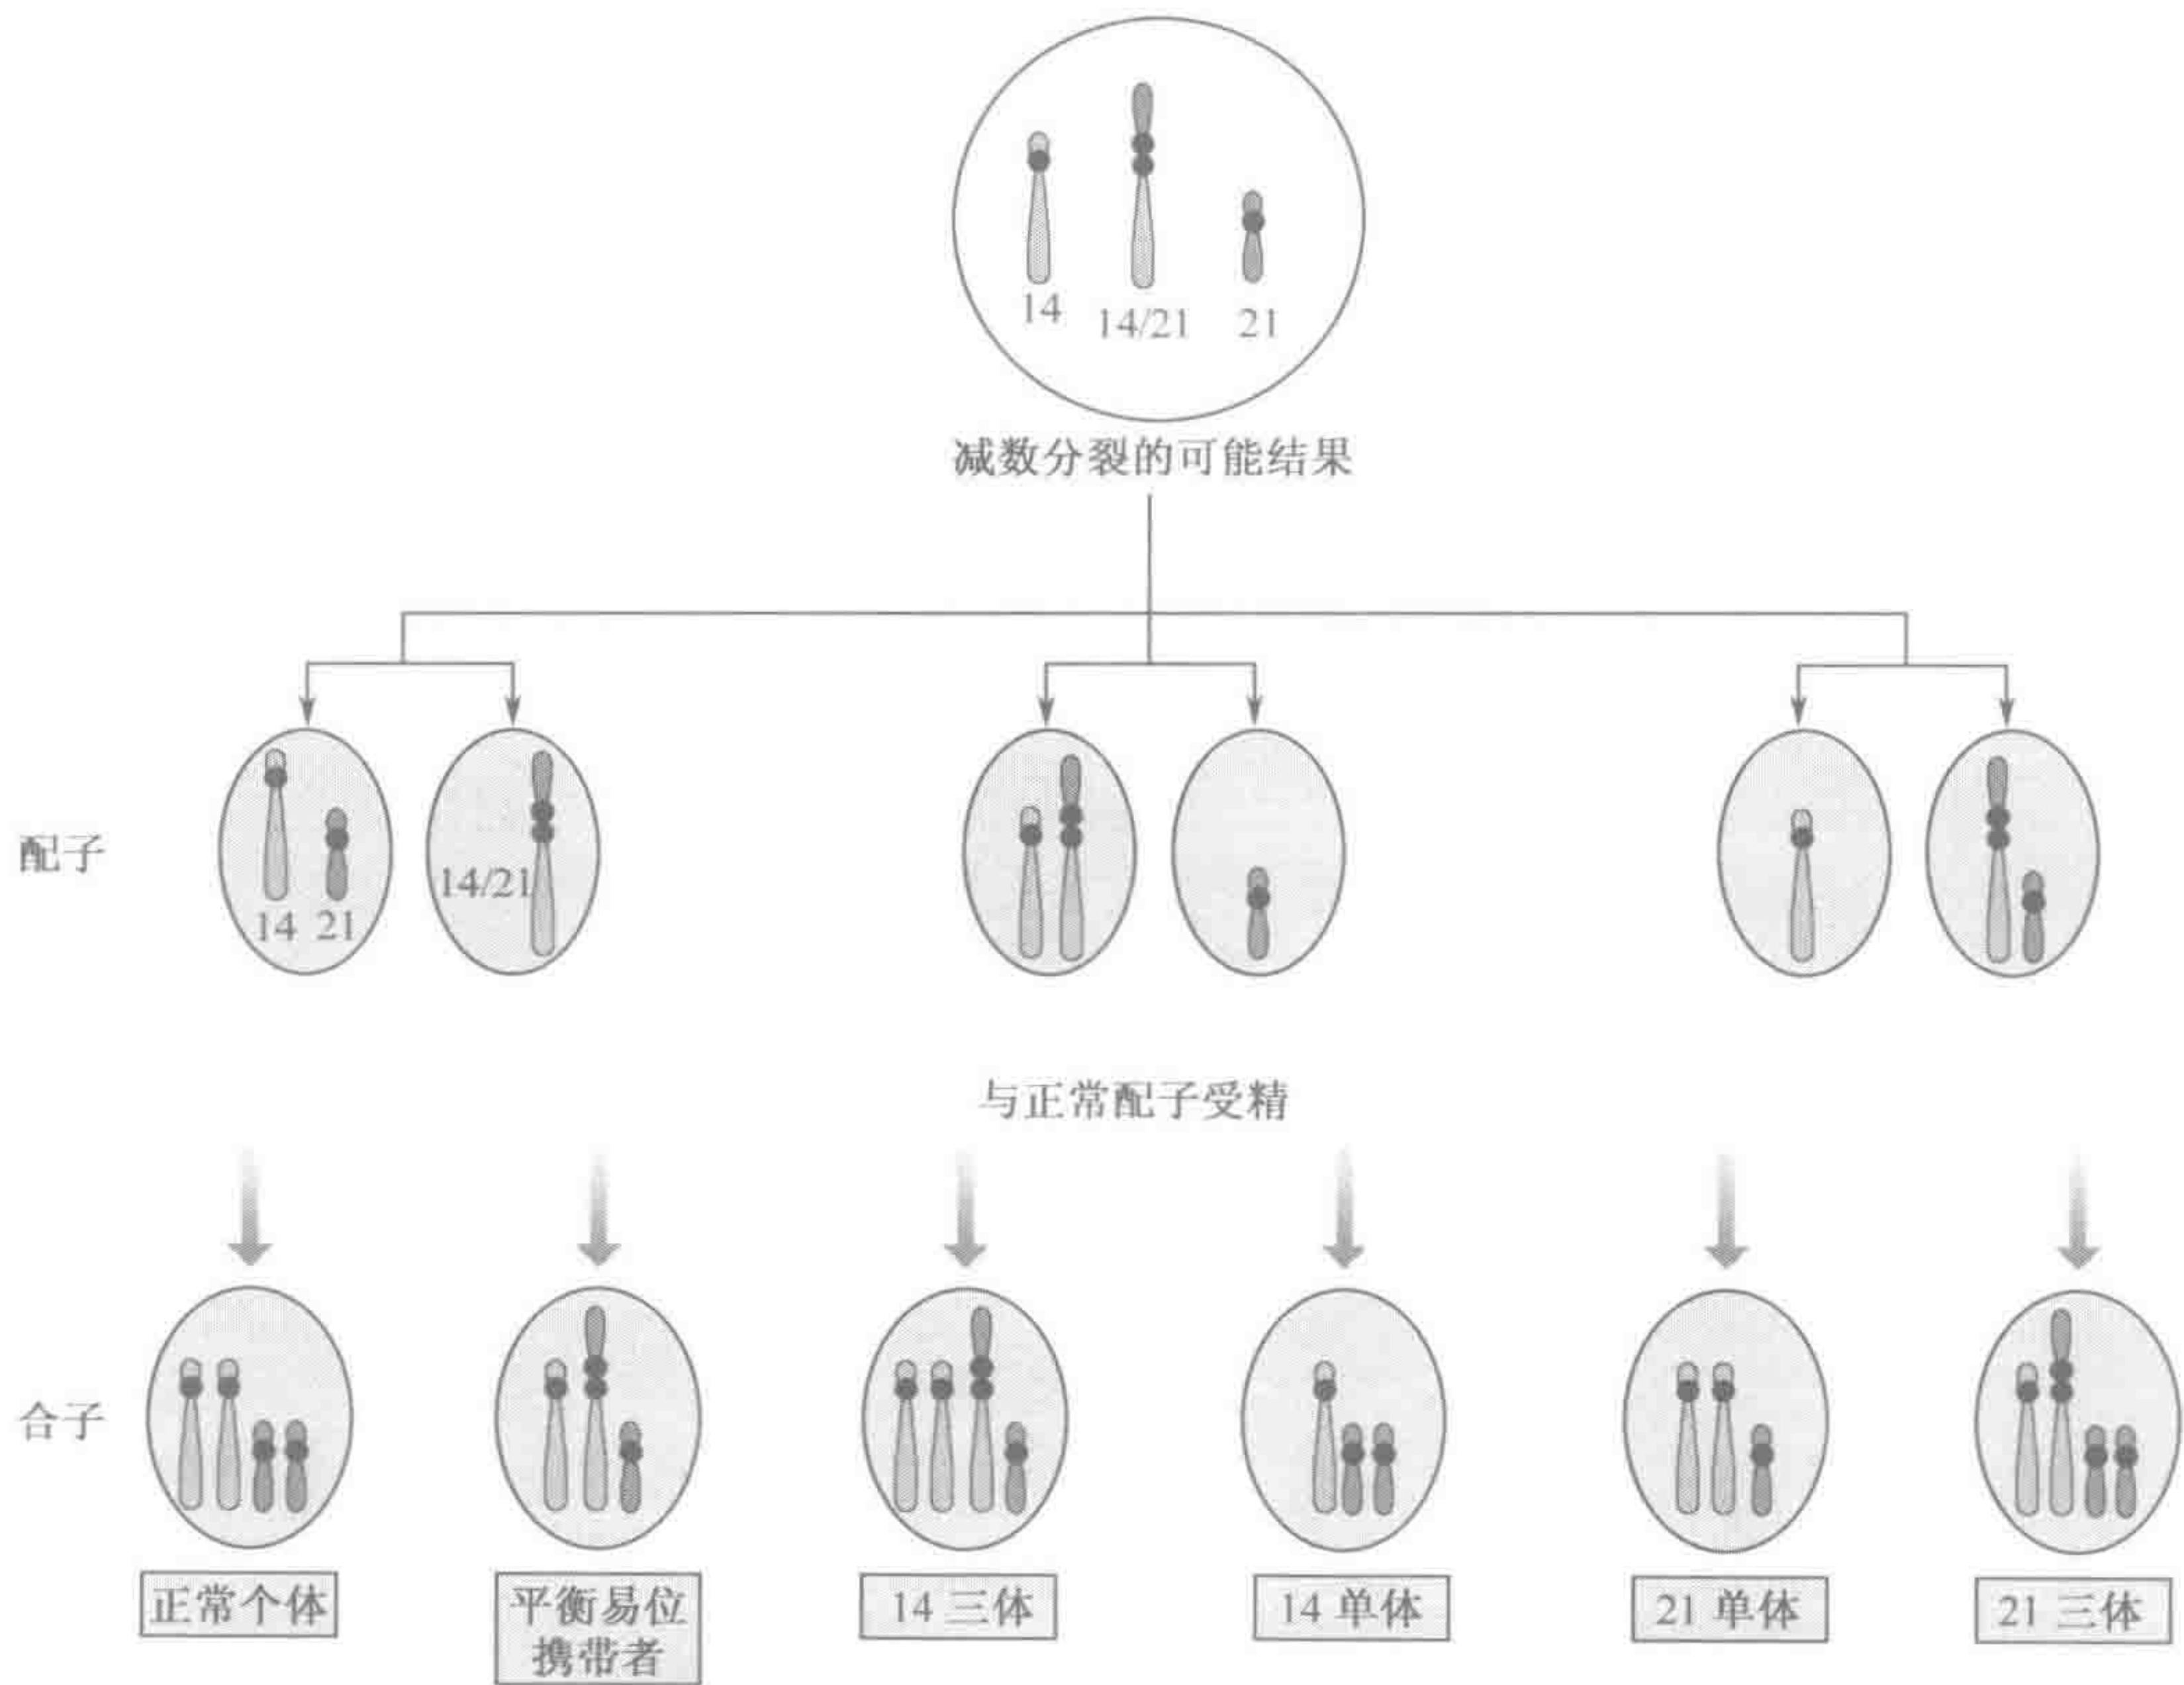 14
14/21
21
减数分裂的可能结果
配子
14 21
14/21
与正常配子受精
合子
正常个体
平衡易位
携带者
14 三体
14 单体
21 单体
21 三体